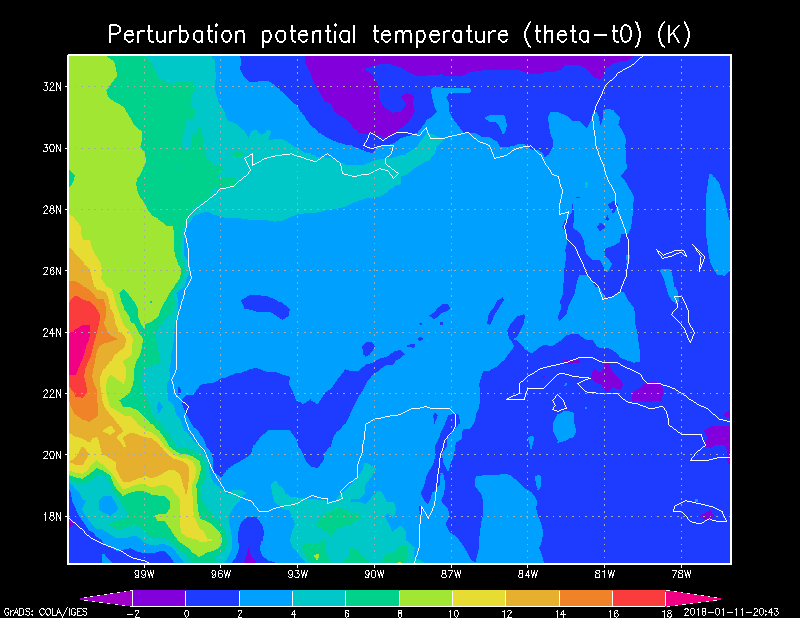 Perturbation potential temperature (theta-t0) (K)
32N
30N
28N
26N
24N
22N
20N
18N
99W 96W 93W 90W 87W 84W 81W 78W
-2 0 2 4 6 8 10 12 14 16 18
GrADS: COLA/IGES 2018-01-11-20:43